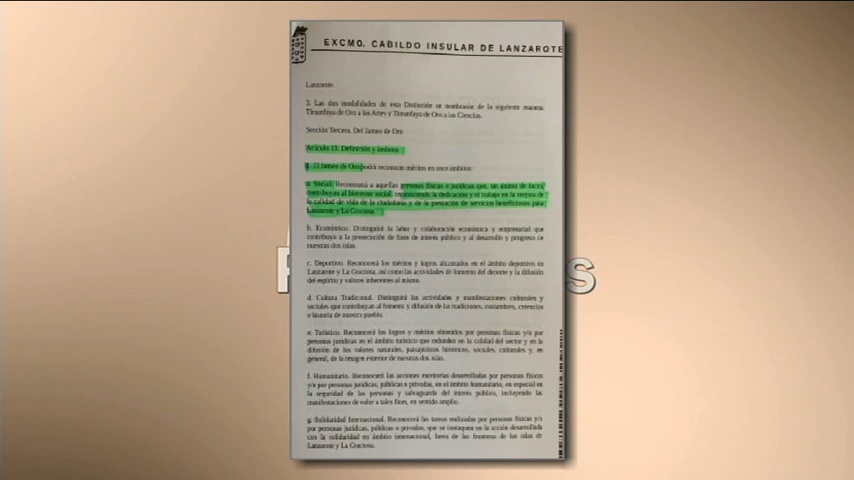 EXCMO. CABILDO INSULAR DE LANZAROTE
Lanzarote.
3. Las dos modalidades de esta Distinción se nombrarán de la siguiente manera:
Timanfaya de Oro a las Artes y Timanfaya de Oro a las Ciencias.
Sección Tercera. Del Jameo de Oro
Artículo 13. Definición y ámbitos
1. El Jameo de Oro podrá reconocer méritos en once ámbitos:
a. Social. Reconocerá a aquellas personas físicas o jurídicas que, sin ánimo de lucro,
contribuyan al bienestar social, reconociendo la dedicación y el trabajo en la mejora de
la calidad de vida de la ciudadanía y de la prestación de servicios beneficiosos para
Lanzarote y La Graciosa.
b. Económico. Distinguirá la labor y colaboración económica y empresarial que
contribuya a la prosecución de fines de interés público y al desarrollo y progreso de
nuestras dos islas.
c. Deportivo. Reconocerá los méritos y logros alcanzados en el ámbito deportivo en
Lanzarote y La Graciosa, así como las actividades de fomento del deporte y la difusión
del espíritu y valores inherentes al mismo.
d. Cultura Tradicional. Distinguirá las actividades y manifestaciones culturales y
sociales que contribuyan al fomento y difusión de las tradiciones, costumbres, creencias
e historia de nuestro pueblo.
e. Turístico. Reconocerá los logros y méritos obtenidos por personas físicas y/o por
personas jurídicas en el ámbito turístico que redunden en la calidad del sector y en la
difusión de los valores naturales, paisajísticos históricos, sociales, culturales y, en
general, de la imagen exterior de nuestras dos islas.
f. Humanitario. Reconocerá las acciones meritorias desarrolladas por personas físicas
y/o por personas jurídicas, públicas o privadas, en el ámbito humanitario, en especial en
la seguridad de las personas y salvaguarda del interés público, incluyendo las
manifestaciones de valor a tales fines, en sentido amplio.
g. Solidaridad Internacional. Reconocerá las tareas realizadas por personas físicas y/o
por personas jurídicas, públicas o privadas, que se destaquen en la acción desarrollada
con la solidaridad en ámbito internacional, fuera de las fronteras de las islas de
Lanzarote y La Graciosa.